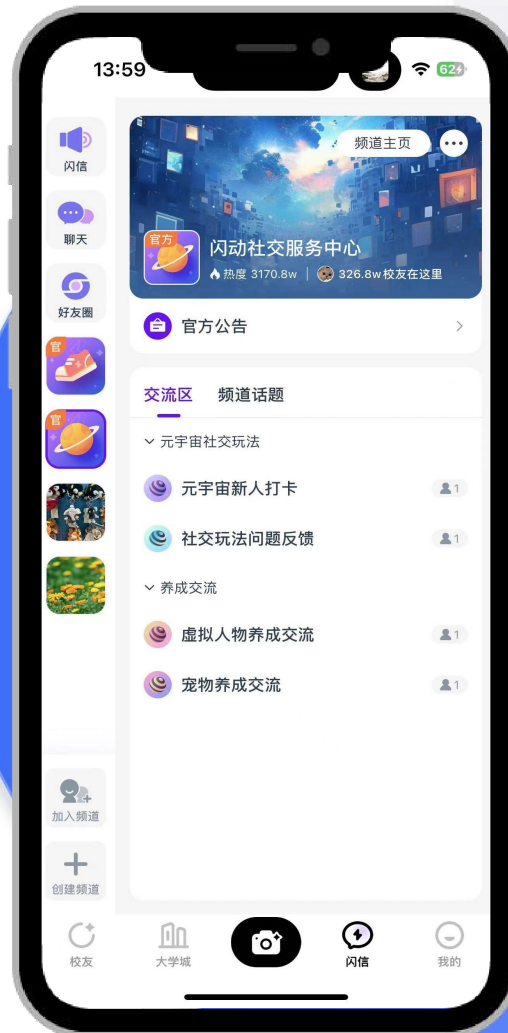 13:59
62
闪信
聊天
好友圈
官
官
加入频道
创建频道
频道主页
官方
闪动社交服务中心
热度 3170.8w | 326.8w校友在这里
官方公告
交流区 频道话题
元宇宙社交玩法
元宇宙新人打卡 1
社交玩法问题反馈 1
养成交流
虚拟人物养成交流 1
宠物养成交流 1
校友 大学城 闪信 我的